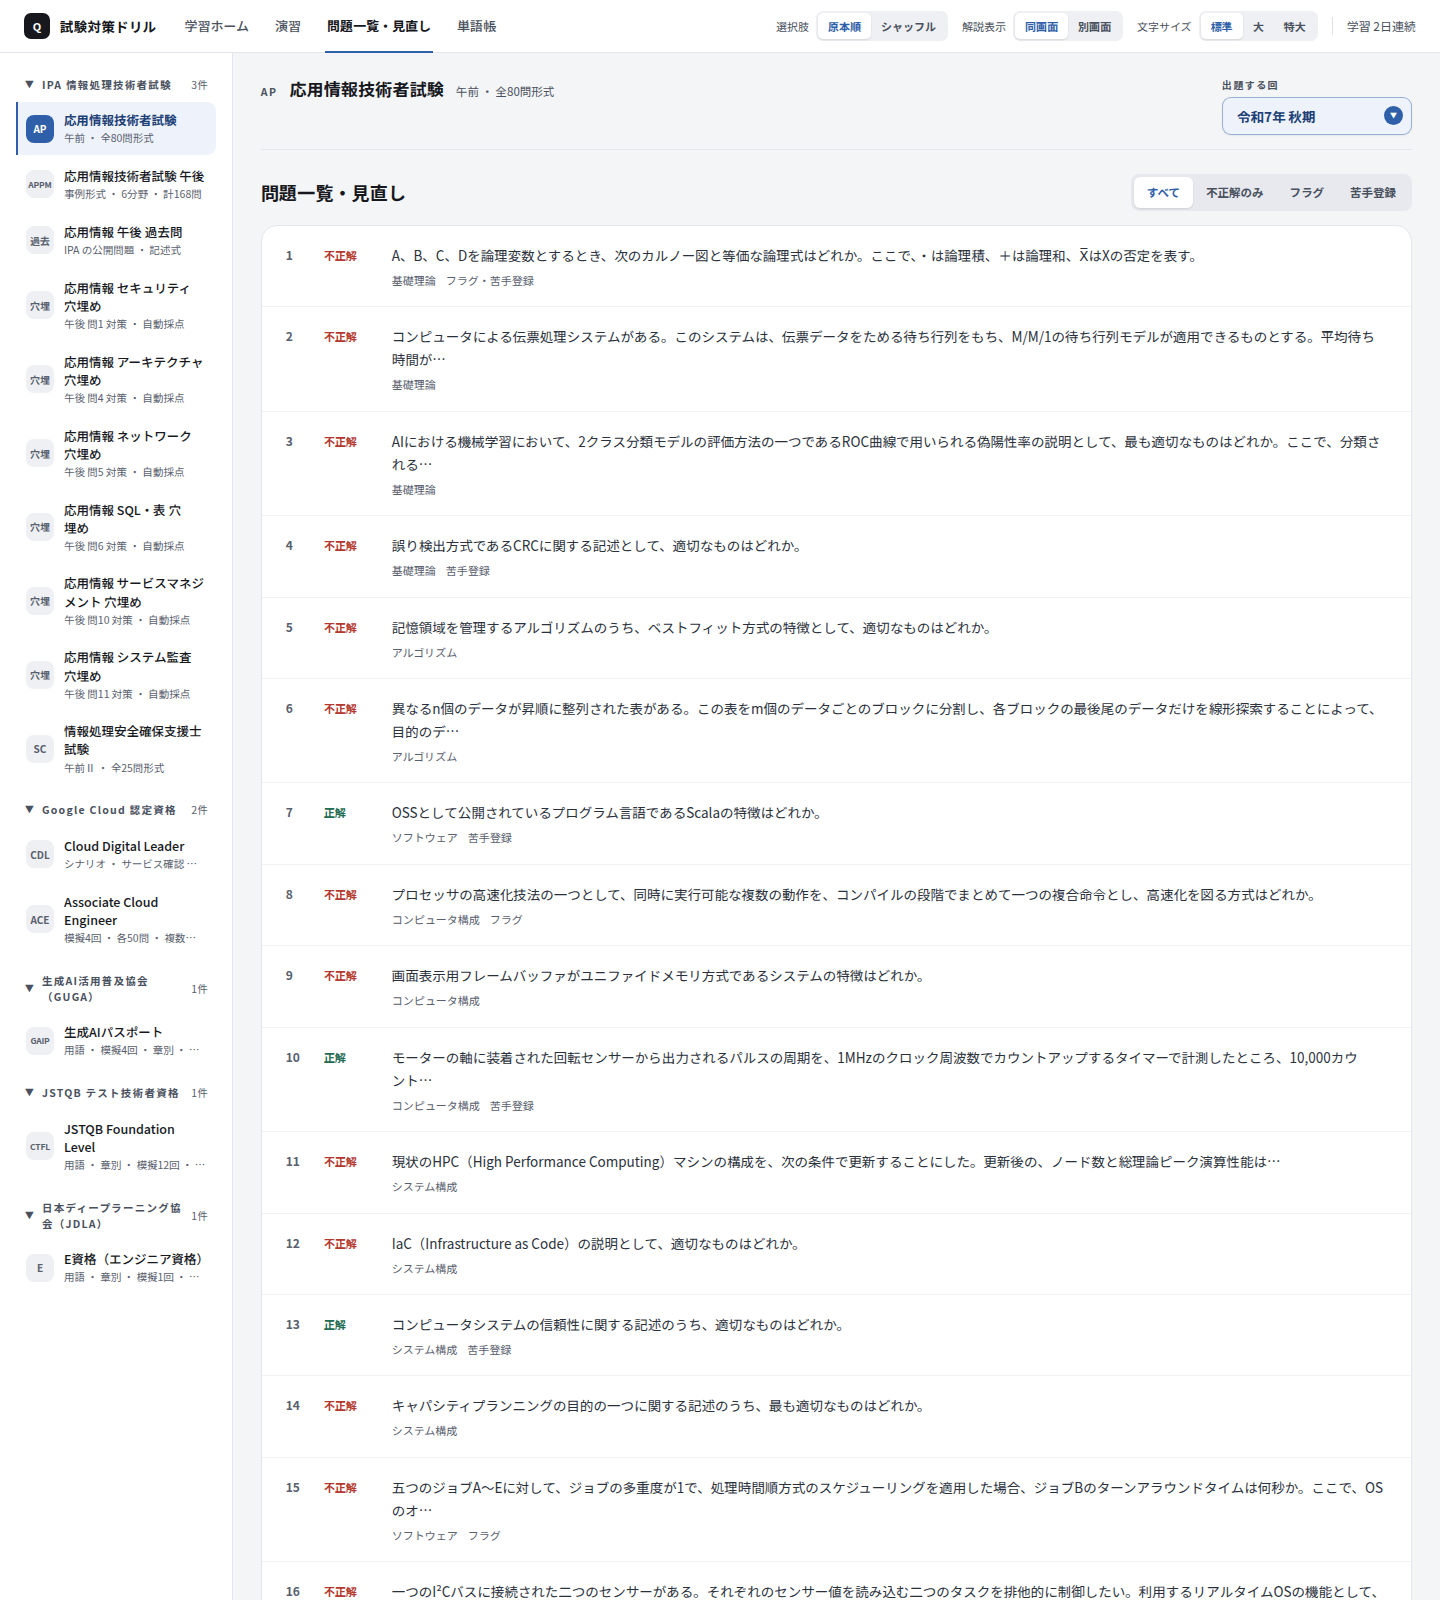 Q 試験対策ドリル 学習ホーム 演習 問題一覧・見直し 単語帳 選択肢 原本順 シャッフル 解説表示 同画面 別画面 文字サイズ 標準 大 特大 学習 2日連続
▼ IPA 情報処理技術者試験 3件
AP 応用情報技術者試験
午前 ・ 全80問形式
APPM 応用情報技術者試験 午後
事例形式 ・ 6分野 ・ 計168問
過去 応用情報 午後 過去問
IPA の公開問題 ・ 記述式
穴埋 応用情報 セキュリティ
穴埋め
午後 問1 対策 ・ 自動採点
穴埋 応用情報 アーキテクチャ
穴埋め
午後 問4 対策 ・ 自動採点
穴埋 応用情報 ネットワーク
穴埋め
午後 問5 対策 ・ 自動採点
穴埋 応用情報 SQL・表 穴
埋め
午後 問6 対策 ・ 自動採点
穴埋 応用情報 サービスマネジ
メント 穴埋め
午後 問10 対策 ・ 自動採点
穴埋 応用情報 システム監査
穴埋め
午後 問11 対策 ・ 自動採点
SC 情報処理安全確保支援士
試験
午前Ⅱ ・ 全25問形式
▼ Google Cloud 認定資格 2件
CDL Cloud Digital Leader
シナリオ ・ サービス確認 …
ACE Associate Cloud
Engineer
模擬4回 ・ 各50問 ・ 複数…
▼ 生成AI活用普及協会
（GUGA） 1件
GAIP 生成AIパスポート
用語 ・ 模擬4回 ・ 章別 ・ …
▼ JSTQB テスト技術者資格 1件
CTFL JSTQB Foundation
Level
用語 ・ 章別 ・ 模擬12回 ・ …
▼ 日本ディープラーニング協
会（JDLA） 1件
E E資格（エンジニア資格）
用語 ・ 章別 ・ 模擬1回 ・ …
AP 応用情報技術者試験 午前 ・ 全80問形式
出題する回
令和7年 秋期 ▼
問題一覧・見直し すべて 不正解のみ フラグ 苦手登録
1 不正解 A、B、C、Dを論理変数とするとき、次のカルノー図と等価な論理式はどれか。ここで、・は論理積、＋は論理和、X̅はXの否定を表す。
基礎理論 フラグ・苦手登録
2 不正解 コンピュータによる伝票処理システムがある。このシステムは、伝票データをためる待ち行列をもち、M/M/1の待ち行列モデルが適用できるものとする。平均待ち
時間が…
基礎理論
3 不正解 AIにおける機械学習において、2クラス分類モデルの評価方法の一つであるROC曲線で用いられる偽陽性率の説明として、最も適切なものはどれか。ここで、分類さ
れる…
基礎理論
4 不正解 誤り検出方式であるCRCに関する記述として、適切なものはどれか。
基礎理論 苦手登録
5 不正解 記憶領域を管理するアルゴリズムのうち、ベストフィット方式の特徴として、適切なものはどれか。
アルゴリズム
6 不正解 異なるn個のデータが昇順に整列された表がある。この表をm個のデータごとのブロックに分割し、各ブロックの最後尾のデータだけを線形探索することによって、
目的のデ…
アルゴリズム
7 正解 OSSとして公開されているプログラム言語であるScalaの特徴はどれか。
ソフトウェア 苦手登録
8 不正解 プロセッサの高速化技法の一つとして、同時に実行可能な複数の動作を、コンパイルの段階でまとめて一つの複合命令とし、高速化を図る方式はどれか。
コンピュータ構成 フラグ
9 不正解 画面表示用フレームバッファがユニファイドメモリ方式であるシステムの特徴はどれか。
コンピュータ構成
10 正解 モーターの軸に装着された回転センサーから出力されるパルスの周期を、1MHzのクロック周波数でカウントアップするタイマーで計測したところ、10,000カウ
ント…
コンピュータ構成 苦手登録
11 不正解 現状のHPC（High Performance Computing）マシンの構成を、次の条件で更新することにした。更新後の、ノード数と総理論ピーク演算性能は…
システム構成
12 不正解 IaC（Infrastructure as Code）の説明として、適切なものはどれか。
システム構成
13 正解 コンピュータシステムの信頼性に関する記述のうち、適切なものはどれか。
システム構成 苦手登録
14 不正解 キャパシティプランニングの目的の一つに関する記述のうち、最も適切なものはどれか。
システム構成
15 不正解 五つのジョブA〜Eに対して、ジョブの多重度が1で、処理時間順方式のスケジューリングを適用した場合、ジョブBのターンアラウンドタイムは何秒か。ここで、OS
のオ…
ソフトウェア フラグ
16 不正解 一つのI²Cバスに接続された二つのセンサーがある。それぞれのセンサー値を読み込む二つのタスクを排他的に制御したい。利用するリアルタイムOSの機能として、